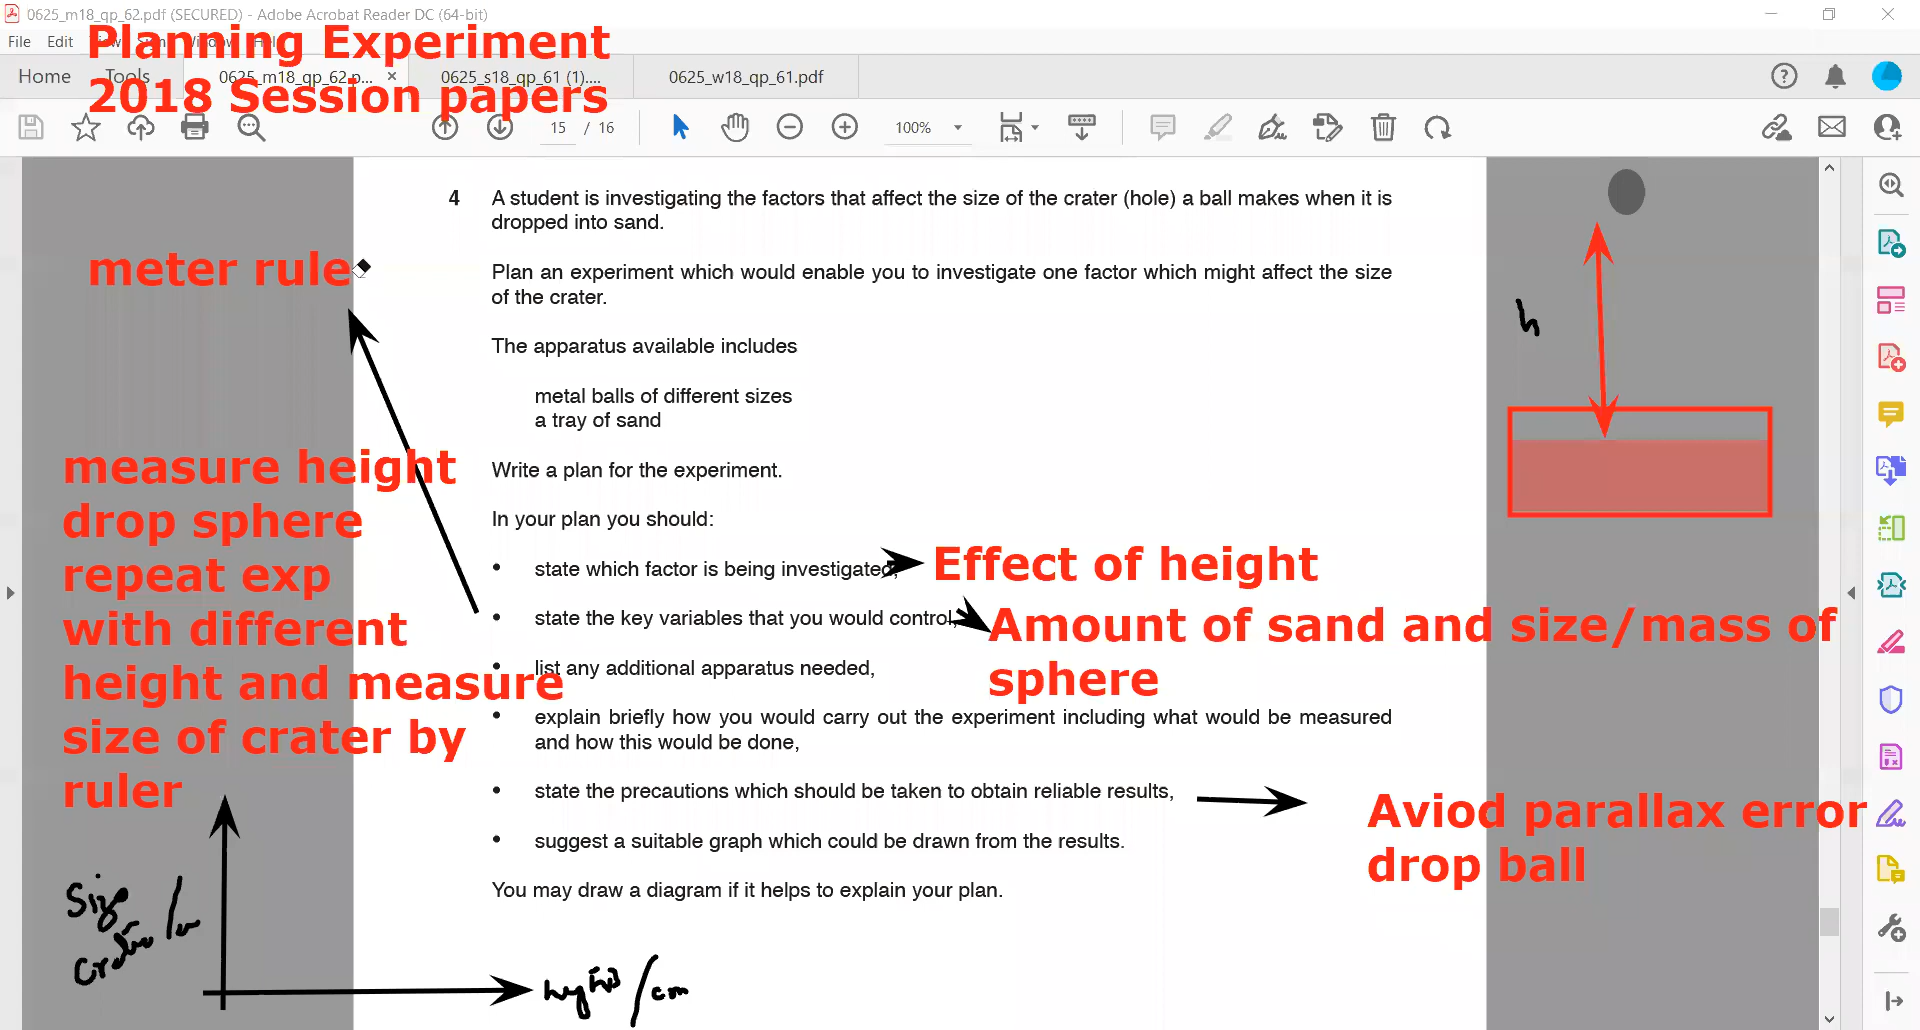 0625_m18_qp_62.pdf (SECURED) - Adobe Acrobat Reader DC (64-bit)
File Edit
Planning Experiment
Home Tools 0625_m18_qp_62.p... × 0625_s18_qp_61 (1).... 0625_w18_qp_61.pdf
2018 Session papers
15 / 16 100%
4 A student is investigating the factors that affect the size of the crater (hole) a ball makes when it is
dropped into sand.
meter rule
Plan an experiment which would enable you to investigate one factor which might affect the size
of the crater.
h
The apparatus available includes
metal balls of different sizes
a tray of sand
Write a plan for the experiment.
In your plan you should:
• state which factor is being investigated,
Effect of height
• state the key variables that you would control,
Amount of sand and size/mass of
sphere
• list any additional apparatus needed,
• explain briefly how you would carry out the experiment including what would be measured
and how this would be done,
• state the precautions which should be taken to obtain reliable results,
Aviod parallax error
drop ball
• suggest a suitable graph which could be drawn from the results.
You may draw a diagram if it helps to explain your plan.
measure height
drop sphere
repeat exp
with different
height and measure
size of crater by
ruler
Size
/cm